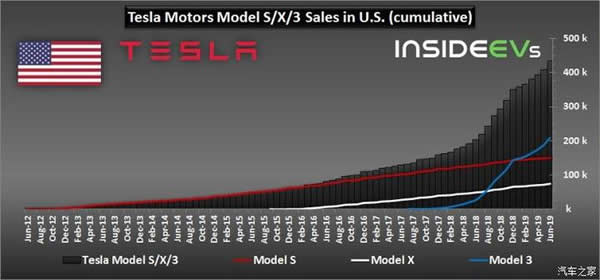 Tesla Motors Model S/X/3 Sales in U.S. (cumulative)
TESLA
INSIDEEVs
500 k
400 k
300 k
200 k
100 k
k
Jun-12
Aug-12
Oct-12
Dec-12
Feb-13
Apr-13
Jun-13
Aug-13
Oct-13
Dec-13
Feb-14
Apr-14
Jun-14
Aug-14
Oct-14
Dec-14
Feb-15
Apr-15
Jun-15
Aug-15
Oct-15
Dec-15
Feb-16
Apr-16
Jun-16
Aug-16
Oct-16
Dec-16
Feb-17
Apr-17
Jun-17
Aug-17
Oct-17
Dec-17
Feb-18
Apr-18
Jun-18
Aug-18
Oct-18
Dec-18
Feb-19
Apr-19
Jun-19
Tesla Model S/X/3
Model S
Model X
Model 3
汽车之家